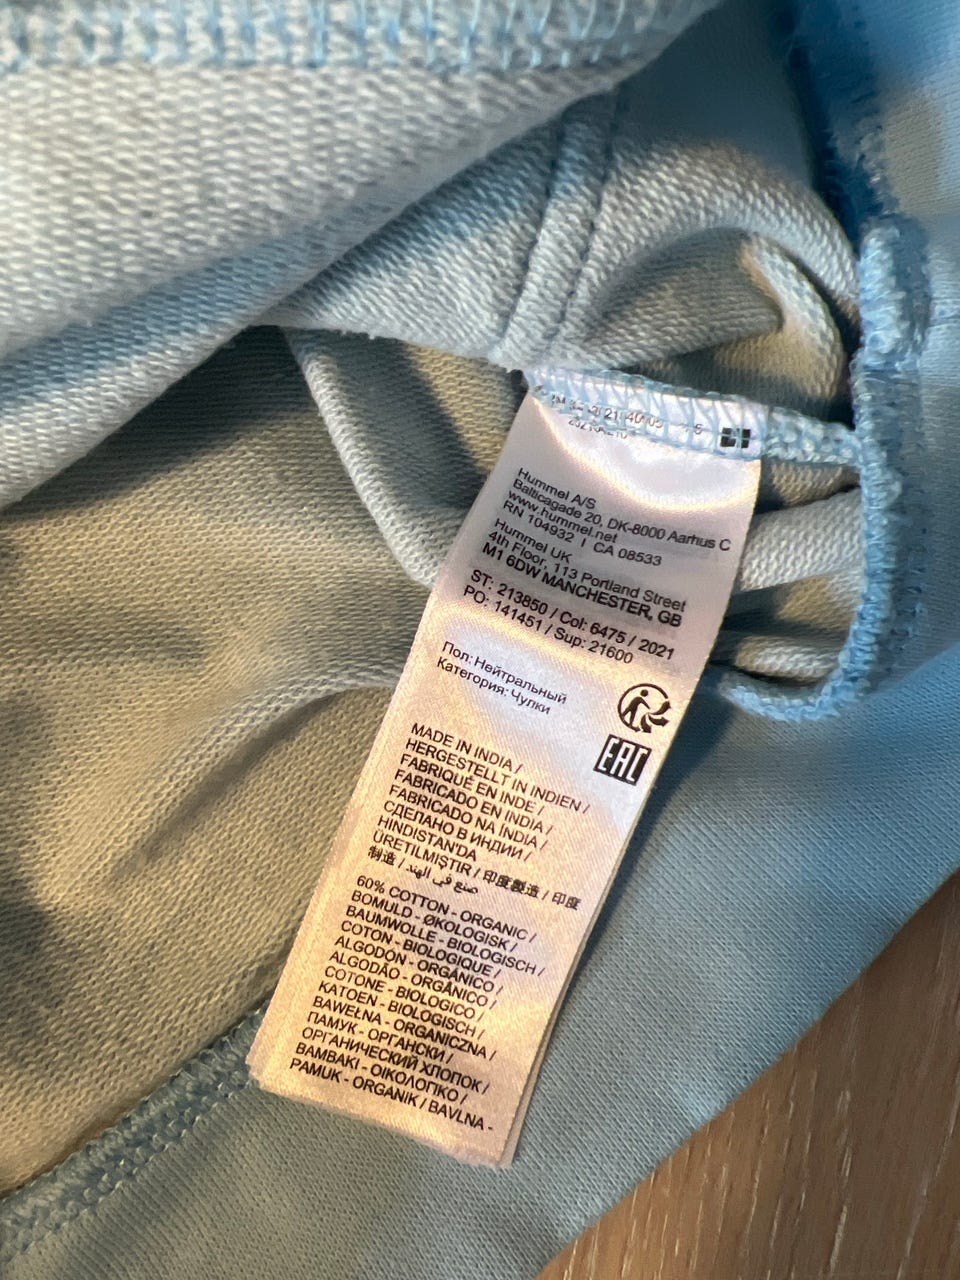 Hummel A/S
Balticagade 20, DK-8000 Aarhus C
www.hummel.net
RN 104932 | CA 08533
Hummel UK
4th Floor, 113 Portland Street
M1 6DW MANCHESTER, GB
ST: 213850 / Col: 6475 / 2021
PO: 141451 / Sup: 21600
Пол: Нейтральный
Категория: Чулки
EAC
MADE IN INDIA /
HERGESTELLT IN INDIEN /
FABRIQUÉ EN INDE /
FABRICADO EN INDIA /
FABRICADO NA ÍNDIA /
СДЕЛАНО В ИНДИИ /
HINDISTAN'DA
ÜRETILMIŞTIR / 印度製造 / 印度
制造 / صنع في الهند
60% COTTON - ORGANIC /
BOMULD - ØKOLOGISK /
BAUMWOLLE - BIOLOGISCH /
COTON - BIOLOGIQUE /
ALGODÓN - ORGÁNICO /
ALGODÃO - ORGÂNICO /
COTONE - BIOLOGICO /
KATOEN - BIOLOGISCH /
BAWEŁNA - ORGANICZNA /
ПАМУК - ОРГАНСКИ /
ОРГАНИЧЕСКИЙ ХЛОПОК /
ΒΑΜΒΑΚΙ - ΟΙΚΟΛΟΓΙΚΟ /
PAMUK - ORGANIK / BAVLNA -